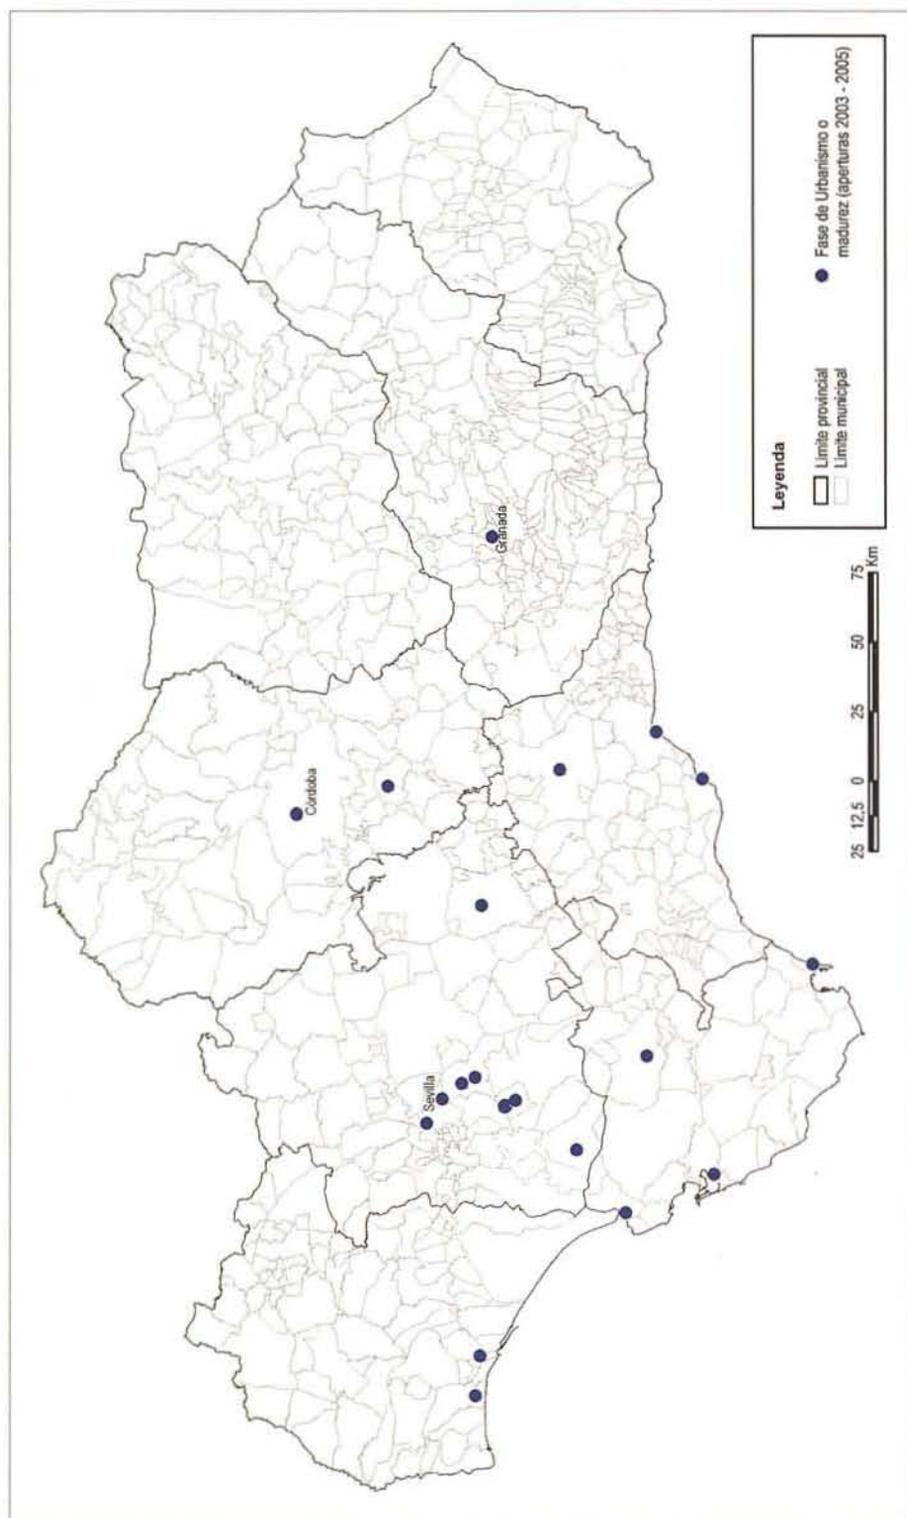 Sevilla
Córdoba
Granada
25 12,5 0 25 50 75
Km
Leyenda
Límite provincial
Límite municipal
Fase de Urbanismo o
madurez (aperturas 2003 - 2005)